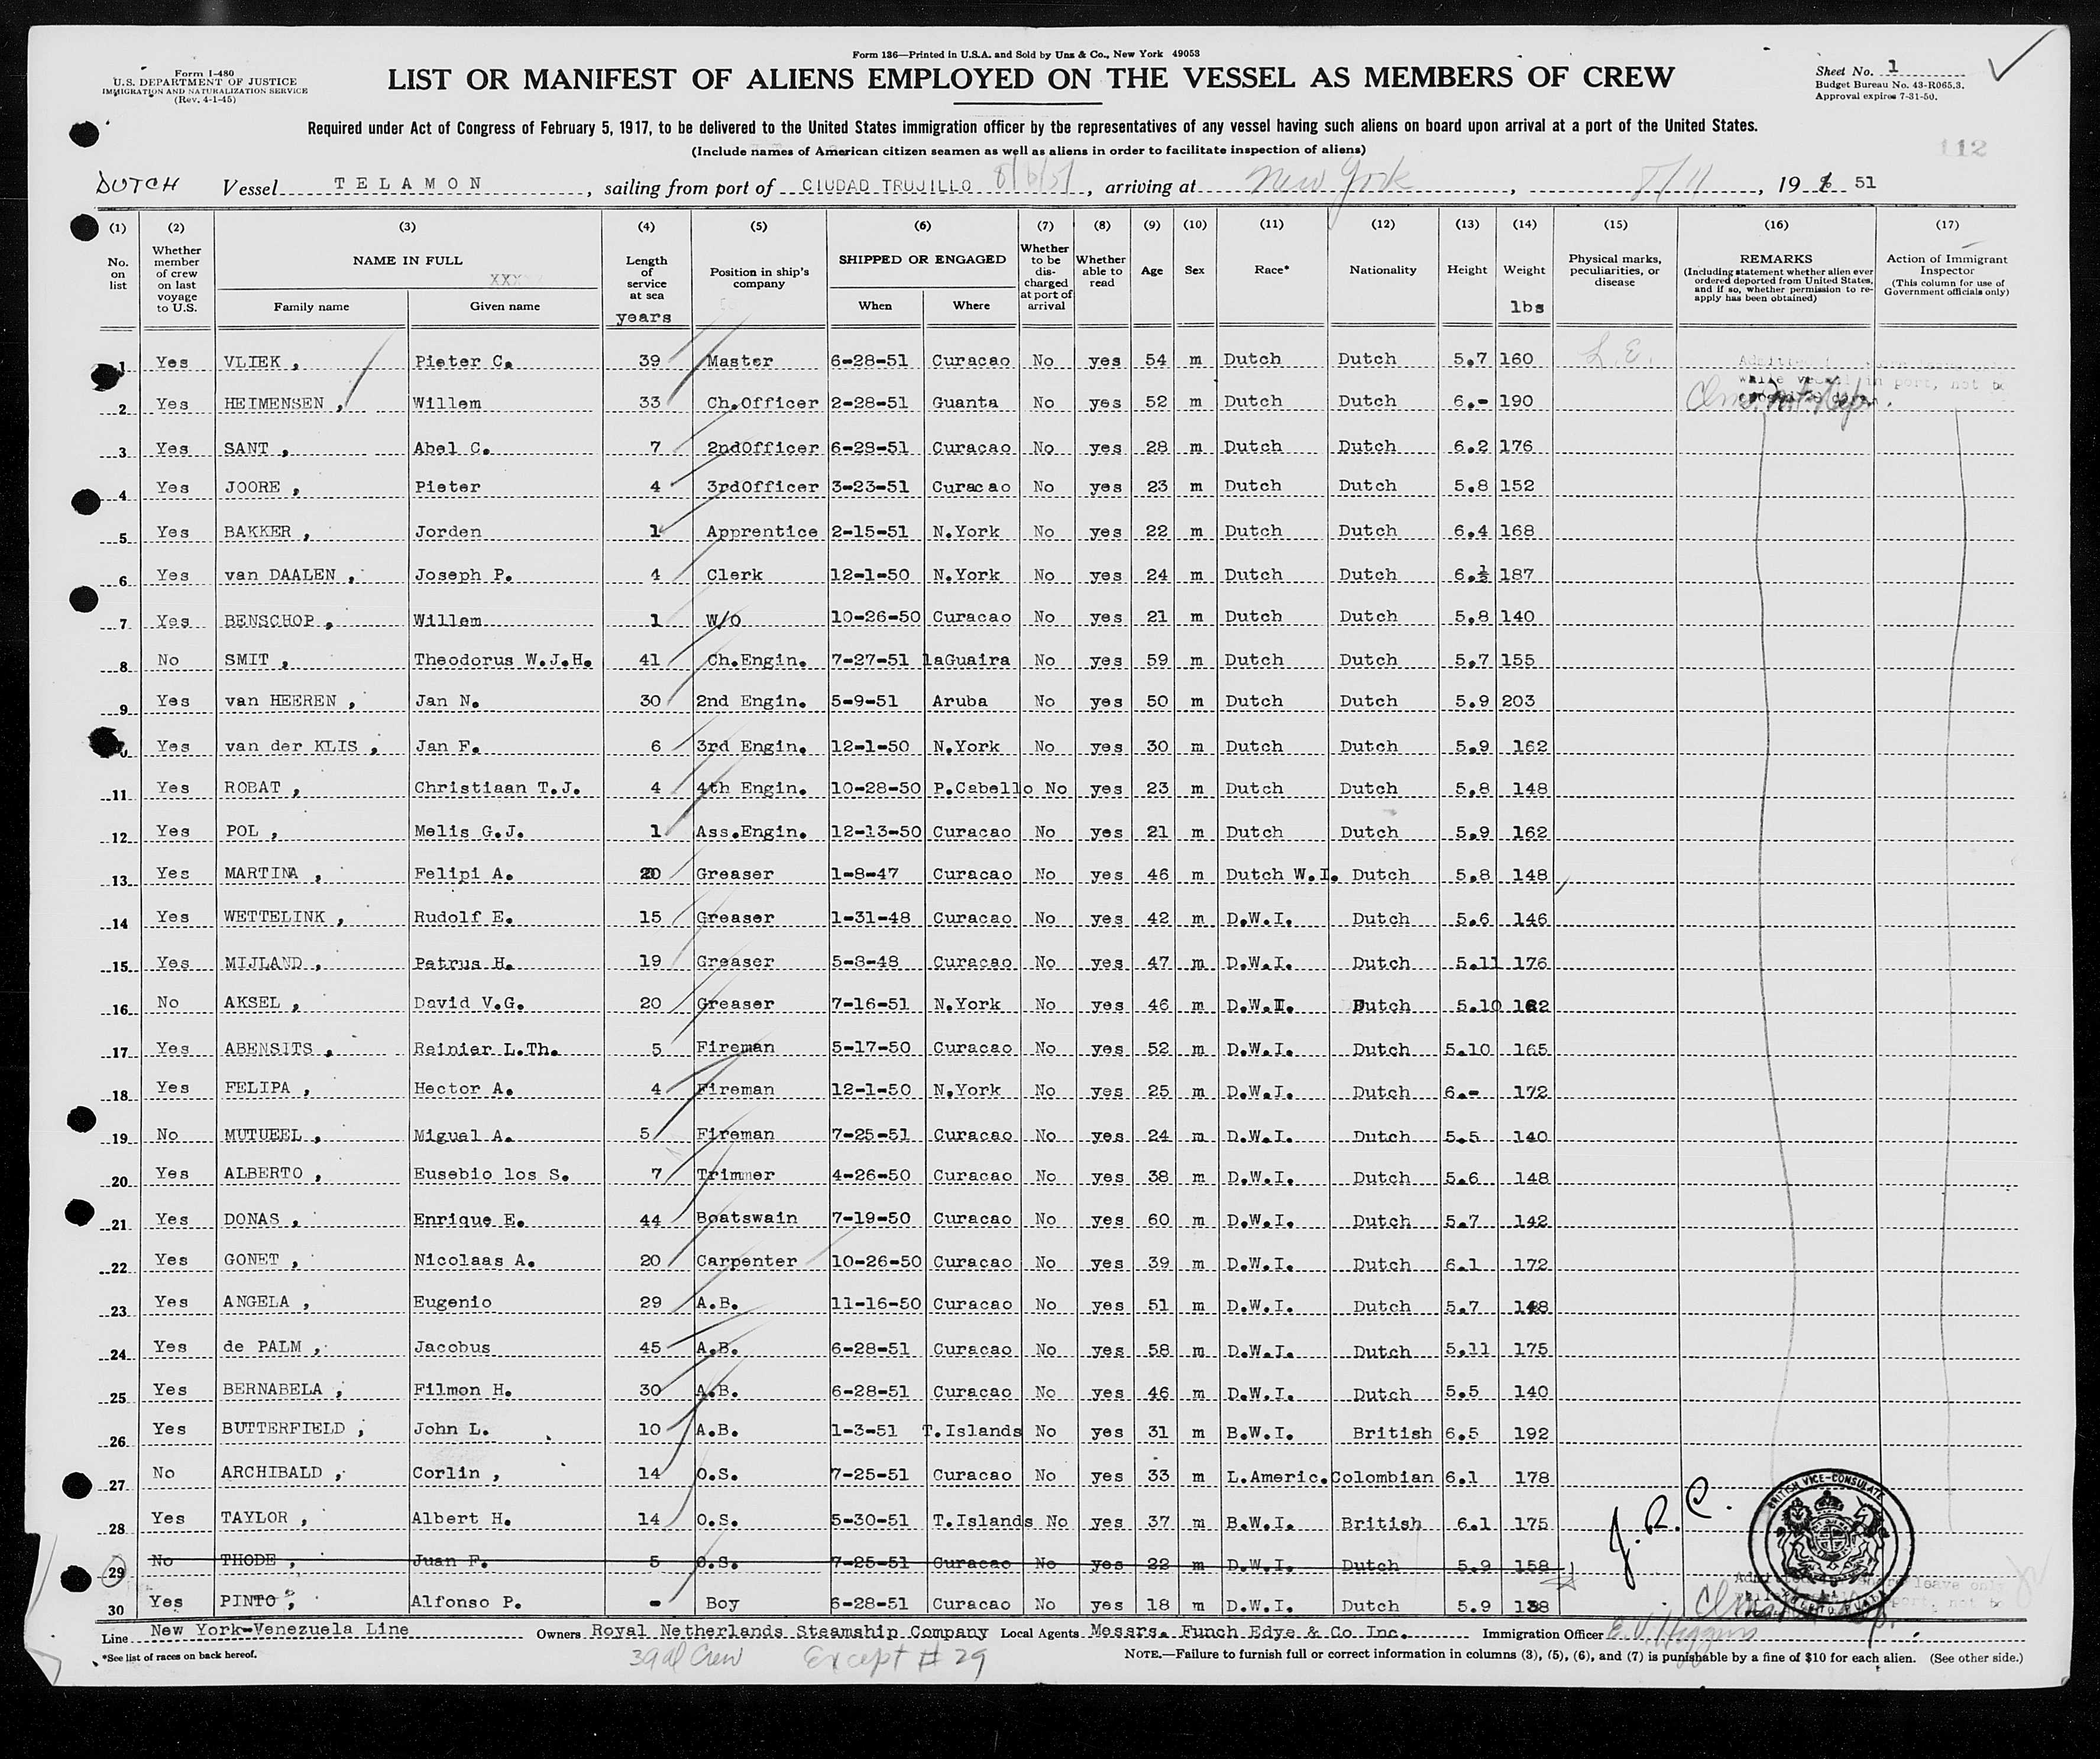 Form 136—Printed in U.S.A. and Sold by Unz & Co., New York 49053
Form I-480
U.S. DEPARTMENT OF JUSTICE
IMMIGRATION AND NATURALIZATION SERVICE
(Rev. 4-1-45)
LIST OR MANIFEST OF ALIENS EMPLOYED ON THE VESSEL AS MEMBERS OF CREW
Sheet No. 1
Budget Bureau No. 43-R065.3.
Approval expires 7-31-50.
Required under Act of Congress of February 5, 1917, to be delivered to the United States immigration officer by the representatives of any vessel having such aliens on board upon arrival at a port of the United States.
(Include names of American citizen seamen as well as aliens in order to facilitate inspection of aliens)
112
DUTCH Vessel TELAMON, sailing from port of CIUDAD TRUJILLO 8/6/51, arriving at New York, 8/11, 19 51
(1) (2) (3) (4) (5) (6) (7) (8) (9) (10) (11) (12) (13) (14) (15) (16) (17)
No. on list
Whether member of crew on last voyage to U.S.
NAME IN FULL
XXX
Family name Given name
Length of service at sea
years
Position in ship's company
SHIPPED OR ENGAGED
When Where
Whether to be discharged at port of arrival
Whether able to read
Age
Sex
Race*
Nationality
Height
Weight
lbs
Physical marks, peculiarities, or disease
REMARKS
(Including statement whether alien ever ordered deported from United States, and if so, whether permission to re-apply has been obtained)
Action of Immigrant Inspector
(This column for use of Government officials only)
1 Yes VLIEK, Pieter C. 39 Master 6-28-51 Curacao No yes 54 m Dutch Dutch 5.7 160 L.E.
2 Yes HEIMENSEN, Willem 33 Ch.Officer 2-28-51 Guanta No yes 52 m Dutch Dutch 6.- 190
while vessel in port, not to
3 Yes SANT, Abel C. 7 2ndOfficer 6-28-51 Curacao No yes 28 m Dutch Dutch 6.2 176
4 Yes JOORE, Pieter 4 3rdOfficer 3-23-51 Curacao No yes 23 m Dutch Dutch 5.8 152
5 Yes BAKKER, Jorden 1 Apprentice 2-15-51 N.York No yes 22 m Dutch Dutch 6.4 168
6 Yes van DAALEN, Joseph P. 4 Clerk 12-1-50 N.York No yes 24 m Dutch Dutch 6.½ 187
7 Yes BENSCHOP, Willem 1 W/O 10-26-50 Curacao No yes 21 m Dutch Dutch 5.8 140
8 No SMIT, Theodorus W.J.H. 41 Ch.Engin. 7-27-51 laGuaira No yes 59 m Dutch Dutch 5.7 155
9 Yes van HEEREN, Jan N. 30 2nd Engin. 5-9-51 Aruba No yes 50 m Dutch Dutch 5.9 203
Yes van der KLIS, Jan F. 6 3rd Engin. 12-1-50 N.York No yes 30 m Dutch Dutch 5.9 162
11 Yes ROBAT, Christiaan T.J. 4 4th Engin. 10-28-50 P.Cabello No yes 23 m Dutch Dutch 5.8 148
12 Yes POL, Melis G.J. 1 Ass.Engin. 12-13-50 Curacao No yes 21 m Dutch Dutch 5.9 162
13 Yes MARTINA, Felipi A. 20 Greaser 1-8-47 Curacao No yes 46 m Dutch W.I. Dutch 5.8 148
14 Yes WETTELINK, Rudolf E. 15 Greaser 1-31-48 Curacao No yes 42 m D.W.I. Dutch 5.6 146
15 Yes MIJLAND, Petrus H. 19 Greaser 5-8-48 Curacao No yes 47 m D.W.I. Dutch 5.11 176
16 No AKSEL, David V.G. 20 Greaser 7-16-51 N.York No yes 46 m D.W.I. Dutch 5.10 162
17 Yes ABENSITS, Reinier L.Th. 5 Fireman 5-17-50 Curacao No yes 52 m D.W.I. Dutch 5.10 165
18 Yes FELIPA, Hector A. 4 Fireman 12-1-50 N.York No yes 25 m D.W.I. Dutch 6.- 172
19 No MUTUEEL, Miguel A. 5 Fireman 7-25-51 Curacao No yes 24 m D.W.I. Dutch 5.5 140
20 Yes ALBERTO, Eusebio los S. 7 Trimmer 4-26-50 Curacao No yes 38 m D.W.I. Dutch 5.6 148
21 Yes DONAS, Enrique E. 44 Boatswain 7-19-50 Curacao No yes 60 m D.W.I. Dutch 5.7 142
22 Yes GONET, Nicolaas A. 20 Carpenter 10-26-50 Curacao No yes 39 m D.W.I. Dutch 6.1 172
23 Yes ANGELA, Eugenio 29 A.B. 11-16-50 Curacao No yes 51 m D.W.I. Dutch 5.7 148
24 Yes de PALM, Jacobus 45 A.B. 6-28-51 Curacao No yes 58 m D.W.I. Dutch 5.11 175
25 Yes BERNABELA, Filmon H. 30 A.B. 6-28-51 Curacao No yes 46 m D.W.I. Dutch 5.5 140
26 Yes BUTTERFIELD, John L. 10 A.B. 1-3-51 T.Islands No yes 31 m B.W.I. British 6.5 192
27 No ARCHIBALD, Corlin, 14 O.S. 7-25-51 Curacao No yes 33 m L.Americ. Colombian 6.1 178
28 Yes TAYLOR, Albert H. 14 O.S. 5-30-51 T.Islands No yes 37 m B.W.I. British 6.1 175
J.R.C.
BRITISH VICE-CONSULATE
29 No THODE, Juan F. 5 O.S. 7-25-51 Curacao No yes 22 m D.W.I. Dutch 5.9 158
30 Yes PINTO, Alfonso P. - Boy 6-28-51 Curacao No yes 18 m D.W.I. Dutch 5.9 138
Line New York-Venezuela Line Owners Royal Netherlands Steamship Company Local Agents Messrs. Funch Edye & Co Inc. Immigration Officer E.V. Higgins
*See list of races on back hereof.
39 al Crew Except # 29
NOTE.—Failure to furnish full or correct information in columns (3), (5), (6), and (7) is punishable by a fine of $10 for each alien. (See other side.)